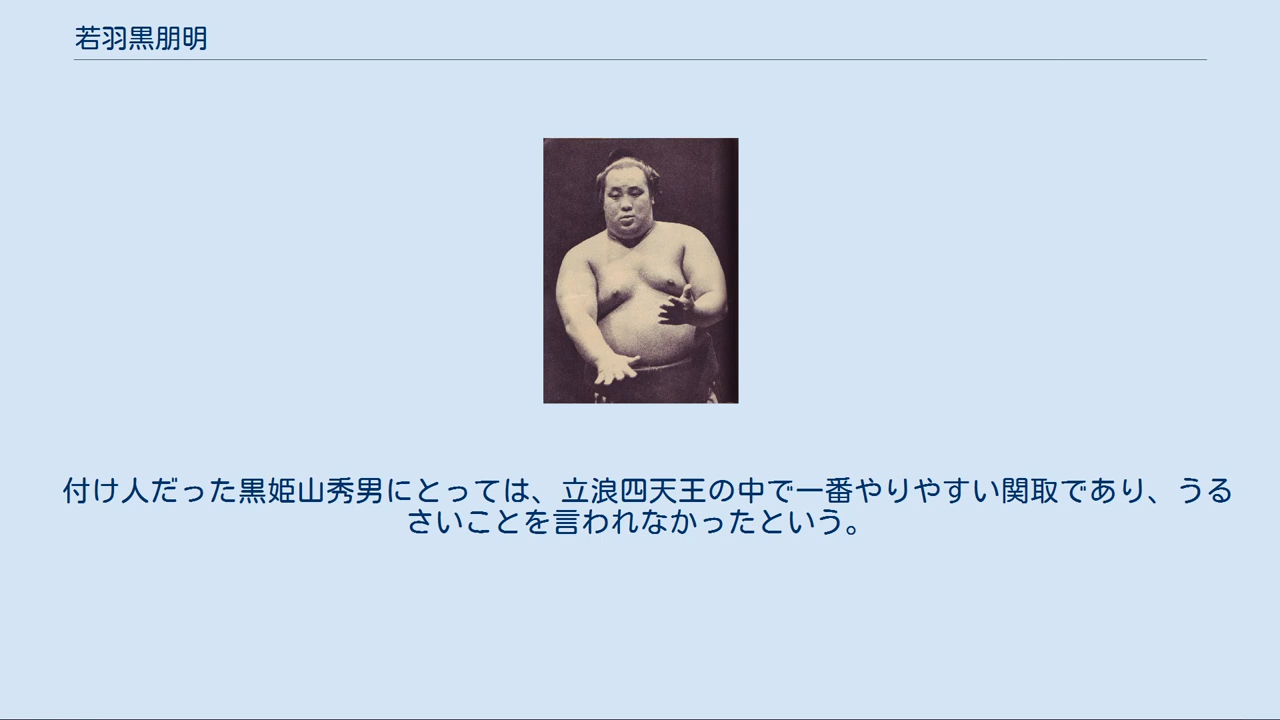 若羽黒朋明
付け人だった黒姫山秀男にとっては、立浪四天王の中で一番やりやすい関取であり、うる
さいことを言われなかったという。